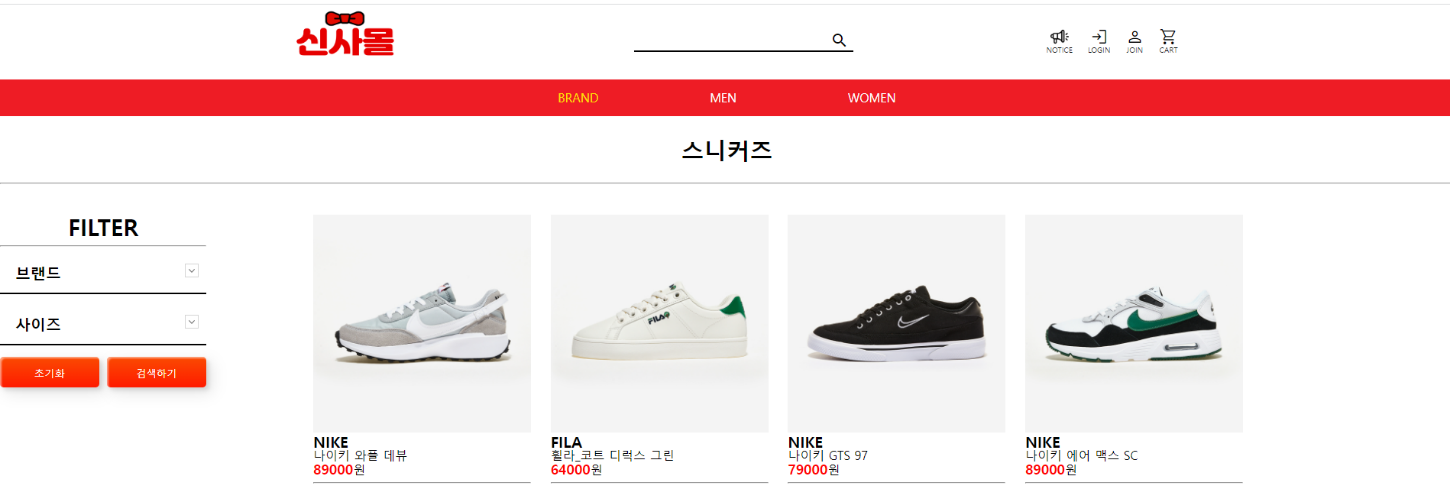 신사몰
NOTICE LOGIN JOIN CART
BRAND MEN WOMEN
스니커즈
FILTER
브랜드
사이즈
초기화 검색하기
FILA
NIKE
나이키 와플 데뷰
89000원
FILA
휠라_코트 디럭스 그린
64000원
NIKE
나이키 GTS 97
79000원
NIKE
나이키 에어 맥스 SC
89000원